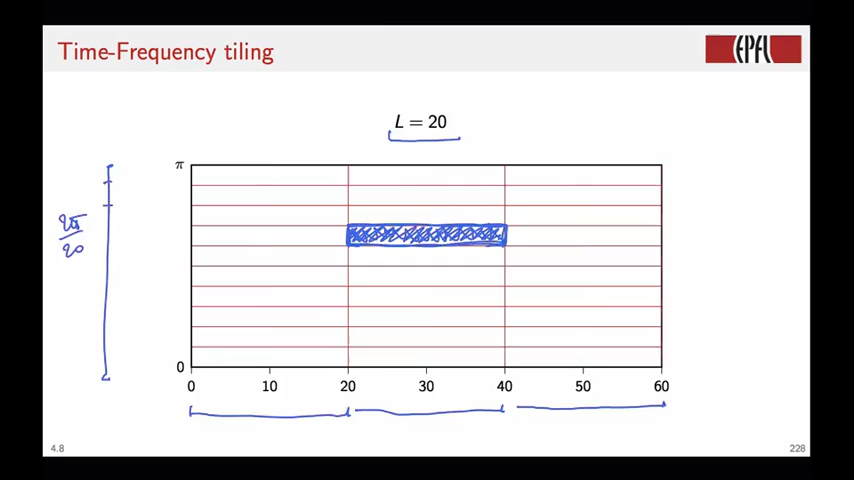 Time-Frequency tiling
EPFL
L = 20
π
2π
20
0
0 10 20 30 40 50 60
4.8
228